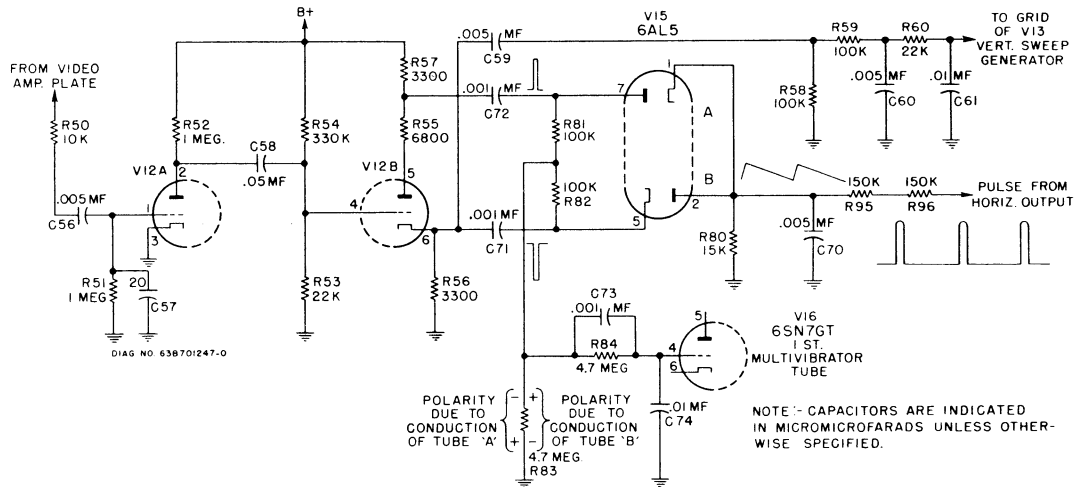 B+
FROM VIDEO
AMP. PLATE
R50
10K
R52
1 MEG.
V12A
2
1
3
.005MF
C56
R51
1 MEG
20
C57
DIAG NO. 63B701247-0
C58
.05MF
R54
330K
R53
22K
R57
3300
R55
6800
V12B
5
4
6
R56
3300
.005 MF
C59
.001 MF
C72
.001 MF
C71
R81
100K
100K
R82
V15
6AL5
1
7
A
B
5
2
R58
100K
R59
100K
R60
22K
.005 MF
C60
.01 MF
C61
TO GRID
OF V13
VERT. SWEEP
GENERATOR
R80
15K
.005 MF
C70
150K
R95
150K
R96
PULSE FROM
HORIZ. OUTPUT
C73
.001 MF
R84
4.7 MEG
5
4
6
V16
6SN7GT
1 ST.
MULTIVIBRATOR
TUBE
.01 MF
C74
POLARITY
DUE TO
CONDUCTION
OF TUBE 'A'
- +
+ -
POLARITY
DUE TO
CONDUCTION
OF TUBE 'B'
4.7 MEG.
R83
NOTE:- CAPACITORS ARE INDICATED
IN MICROMICROFARADS UNLESS OTHER-
WISE SPECIFIED.